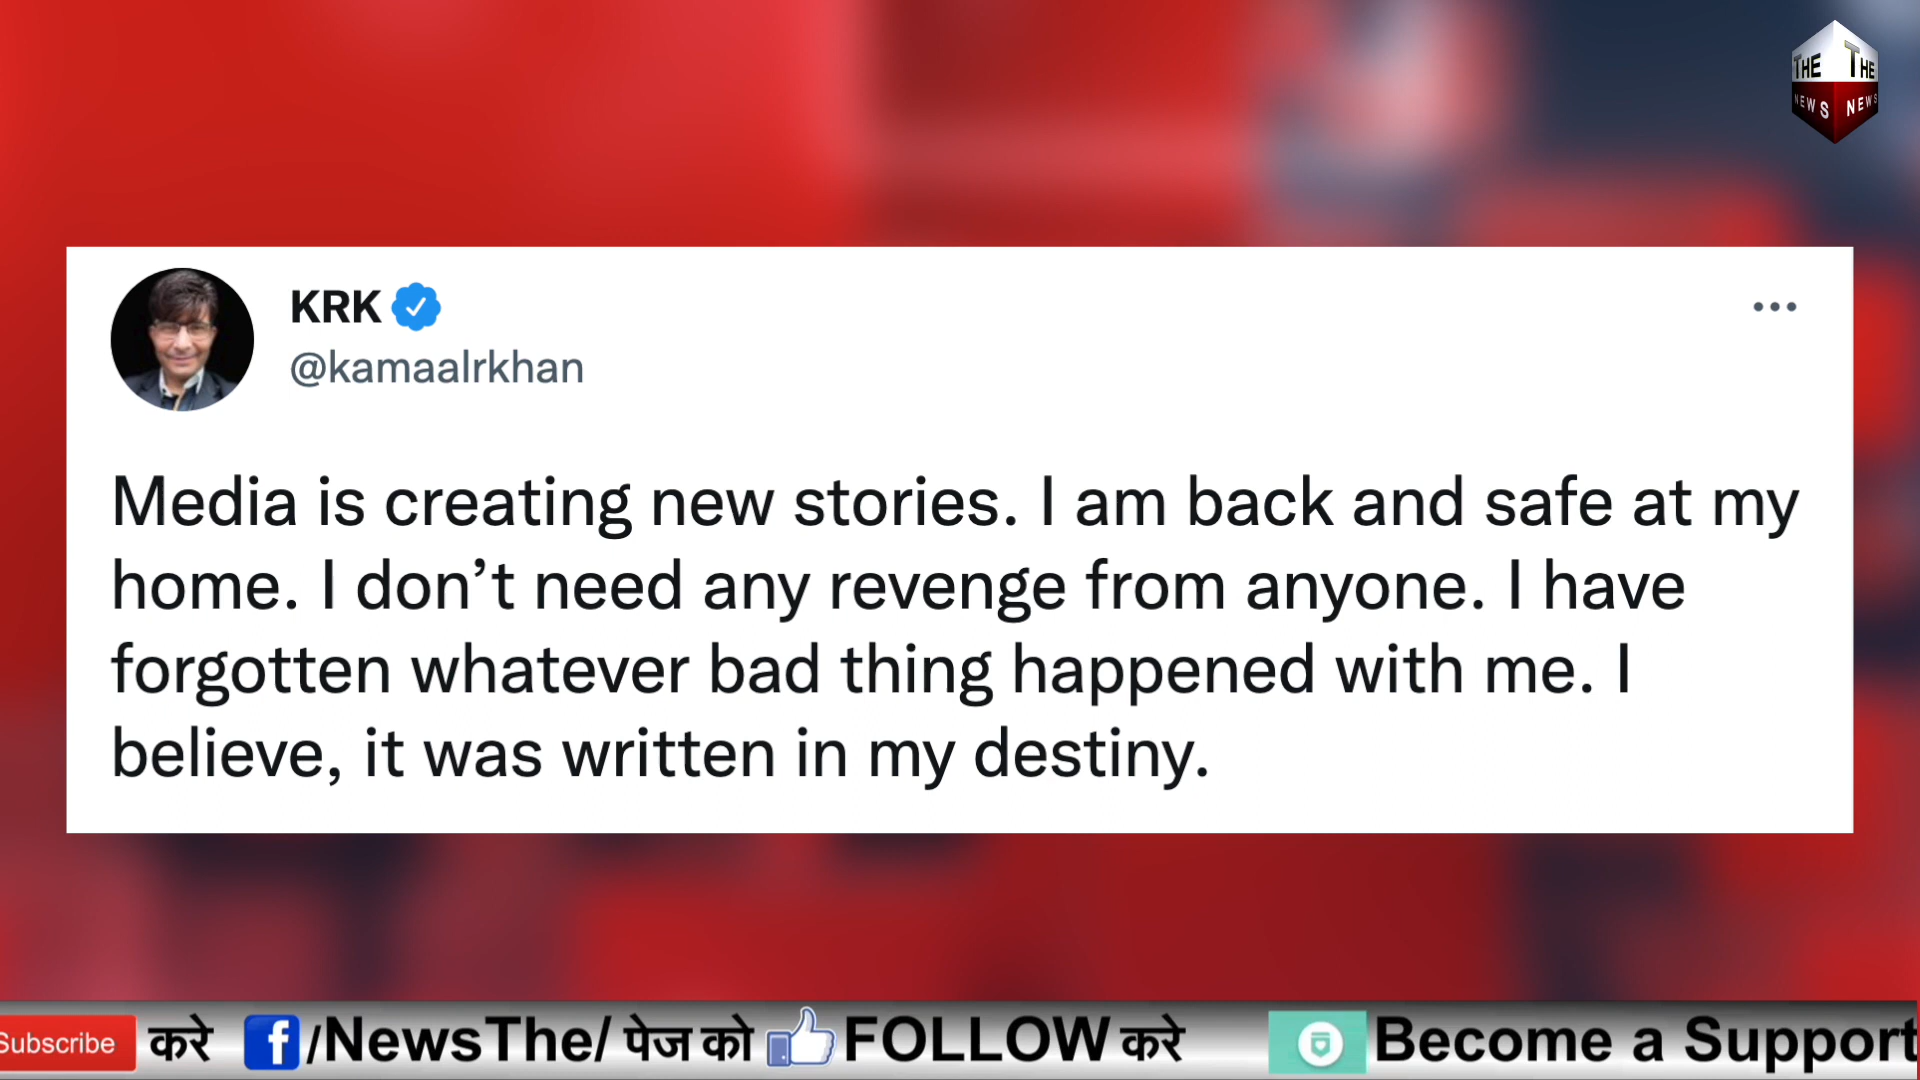 THE THE
NEWS NEWS
KRK
@kamaalrkhan
Media is creating new stories. I am back and safe at my
home. I don’t need any revenge from anyone. I have
forgotten whatever bad thing happened with me. I
believe, it was written in my destiny.
Subscribe करे f/NewsThe/ पेज को FOLLOW करे Become a Support